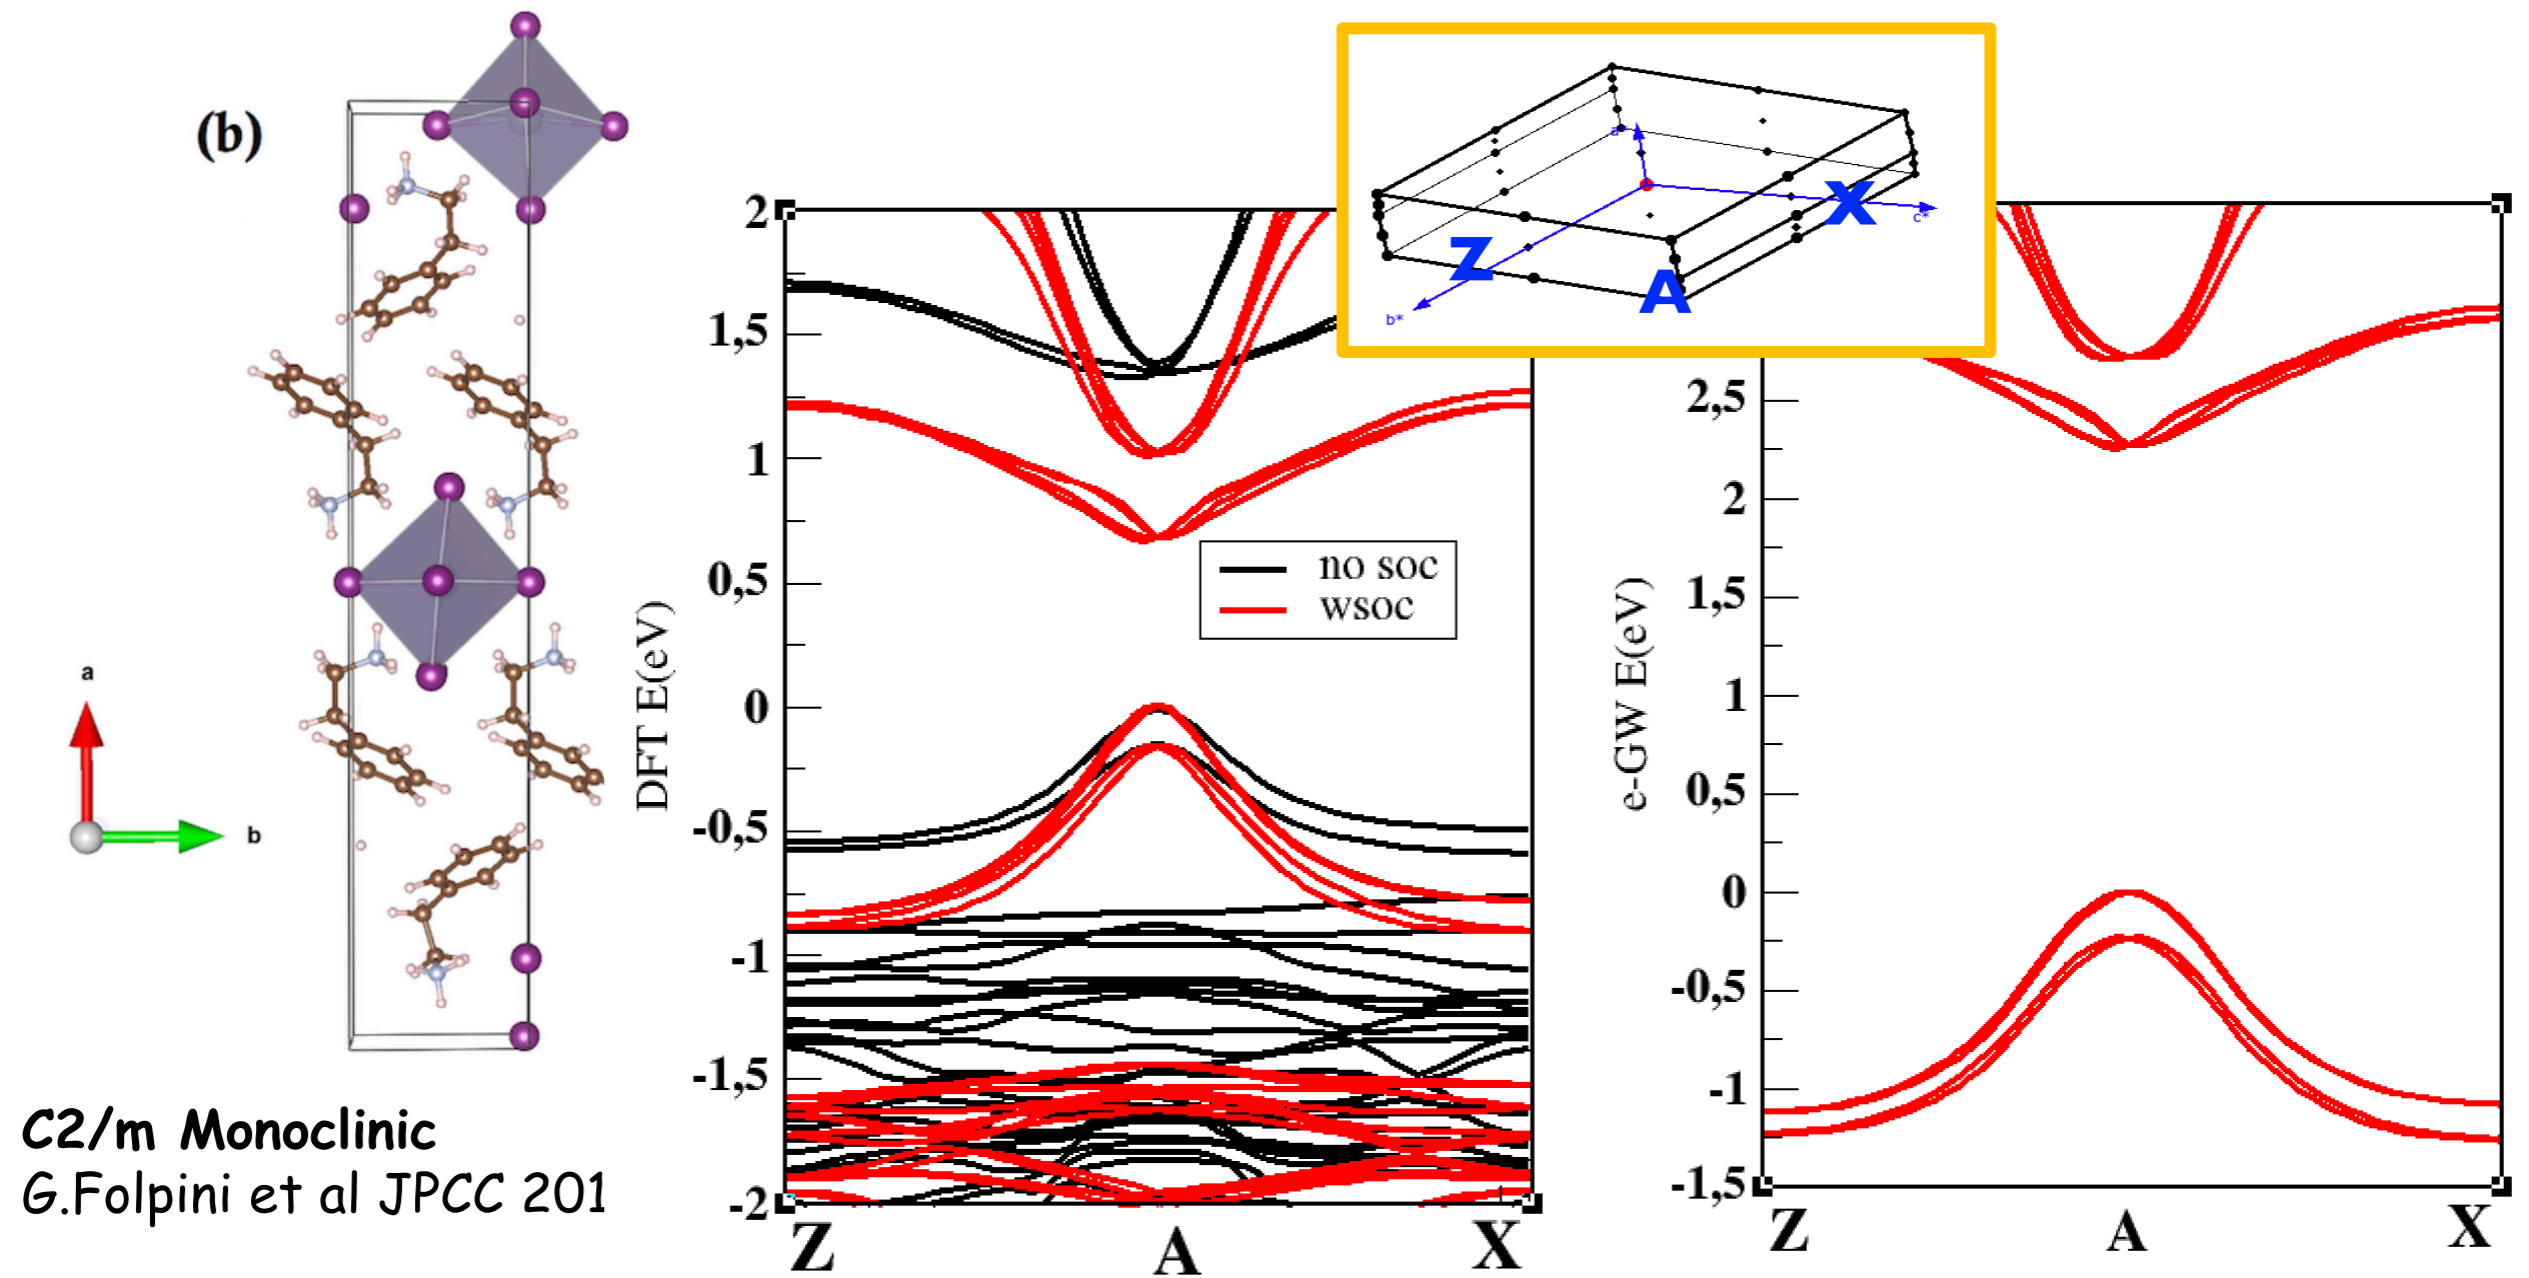 (b)
a
b
C2/m Monoclinic
G.Folpini et al JPCC 201
DFT E(eV)
2
1,5
1
0,5
0
-0,5
-1
-1,5
-2
Z
A
X
no soc
wsoc
a*
b*
c*
Z
A
X
e-GW E(eV)
2,5
2
1,5
1
0,5
0
-0,5
-1
-1,5
Z
A
X